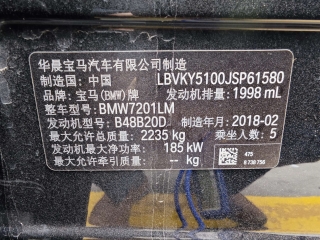 华晨宝马汽车有限公司制造
制造国:中国 LBVKY5100JSP61580
品牌:宝马(BMW)牌 发动机排量:1998 mL
整车型号:BMW7201LM
发动机型号:B48B20D 制造年月:2018-02
最大允许总质量:2235 kg 乘坐人数:5
发动机最大净功率:185 kW
最大允许牵引质量:-- kg
475
8 738 756